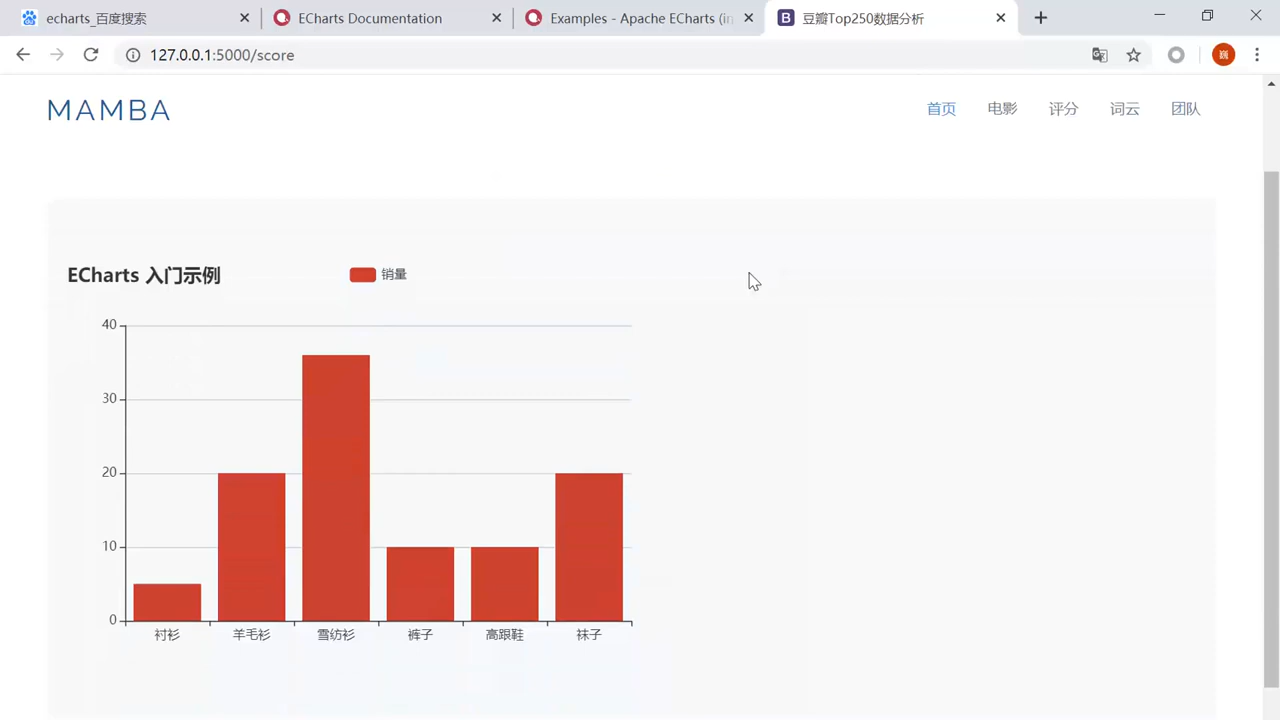 echarts_百度搜索
ECharts Documentation
Examples - Apache ECharts (in
豆瓣Top250数据分析
127.0.0.1:5000/score
巍
MAMBA
首页 电影 评分 词云 团队
ECharts 入门示例
销量
40
30
20
10
0
衬衫 羊毛衫 雪纺衫 裤子 高跟鞋 袜子